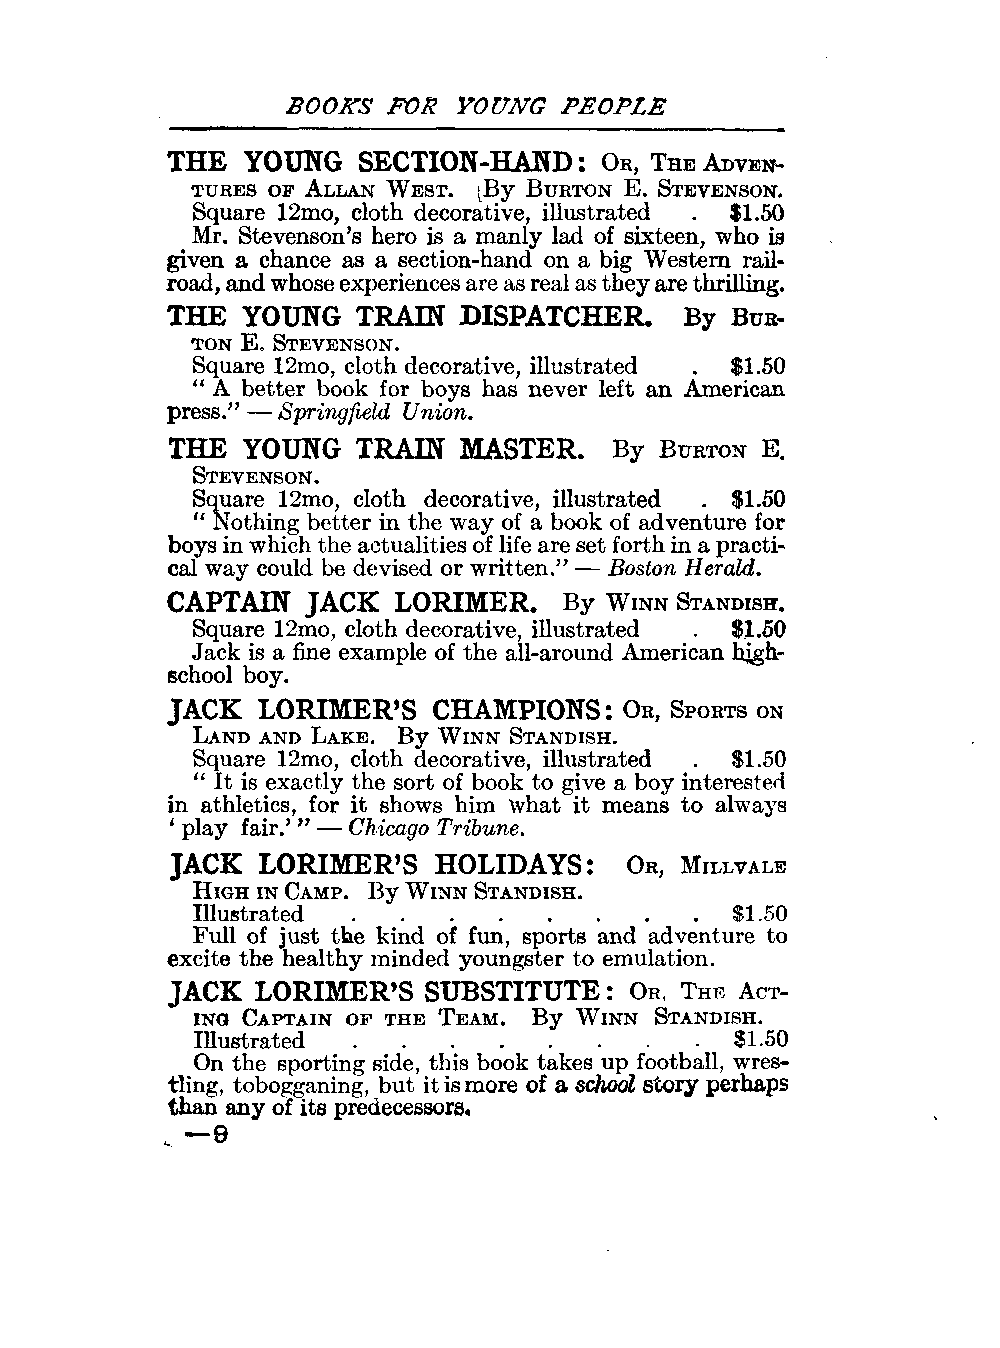 BOOKS FOR YOUNG PEOPLE
THE YOUNG SECTION-HAND: OR, THE ADVEN-
TURES OF ALLAN WEST. By BURTON E. STEVENSON.
Square 12mo, cloth decorative, illustrated . $1.50
Mr. Stevenson's hero is a manly lad of sixteen, who is
given a chance as a section-hand on a big Western rail-
road, and whose experiences are as real as they are thrilling.
THE YOUNG TRAIN DISPATCHER. By BUR-
TON E. STEVENSON.
Square 12mo, cloth decorative, illustrated . $1.50
" A better book for boys has never left an American
press." — Springfield Union.
THE YOUNG TRAIN MASTER. By BURTON E.
STEVENSON.
Square 12mo, cloth decorative, illustrated . $1.50
" Nothing better in the way of a book of adventure for
boys in which the actualities of life are set forth in a practi-
cal way could be devised or written." — Boston Herald.
CAPTAIN JACK LORIMER. By WINN STANDISH.
Square 12mo, cloth decorative, illustrated . $1.50
Jack is a fine example of the all-around American high-
school boy.
JACK LORIMER'S CHAMPIONS: OR, SPORTS ON
LAND AND LAKE. By WINN STANDISH.
Square 12mo, cloth decorative, illustrated . $1.50
" It is exactly the sort of book to give a boy interested
in athletics, for it shows him what it means to always
' play fair.' " — Chicago Tribune.
JACK LORIMER'S HOLIDAYS: OR, MILLVALE
HIGH IN CAMP. By WINN STANDISH.
Illustrated . . . . . . . . $1.50
Full of just the kind of fun, sports and adventure to
excite the healthy minded youngster to emulation.
JACK LORIMER'S SUBSTITUTE: OR, THE ACT-
ING CAPTAIN OF THE TEAM. By WINN STANDISH.
Illustrated . . . . . . . . $1.50
On the sporting side, this book takes up football, wres-
tling, tobogganing, but it is more of a school story perhaps
than any of its predecessors.
—9